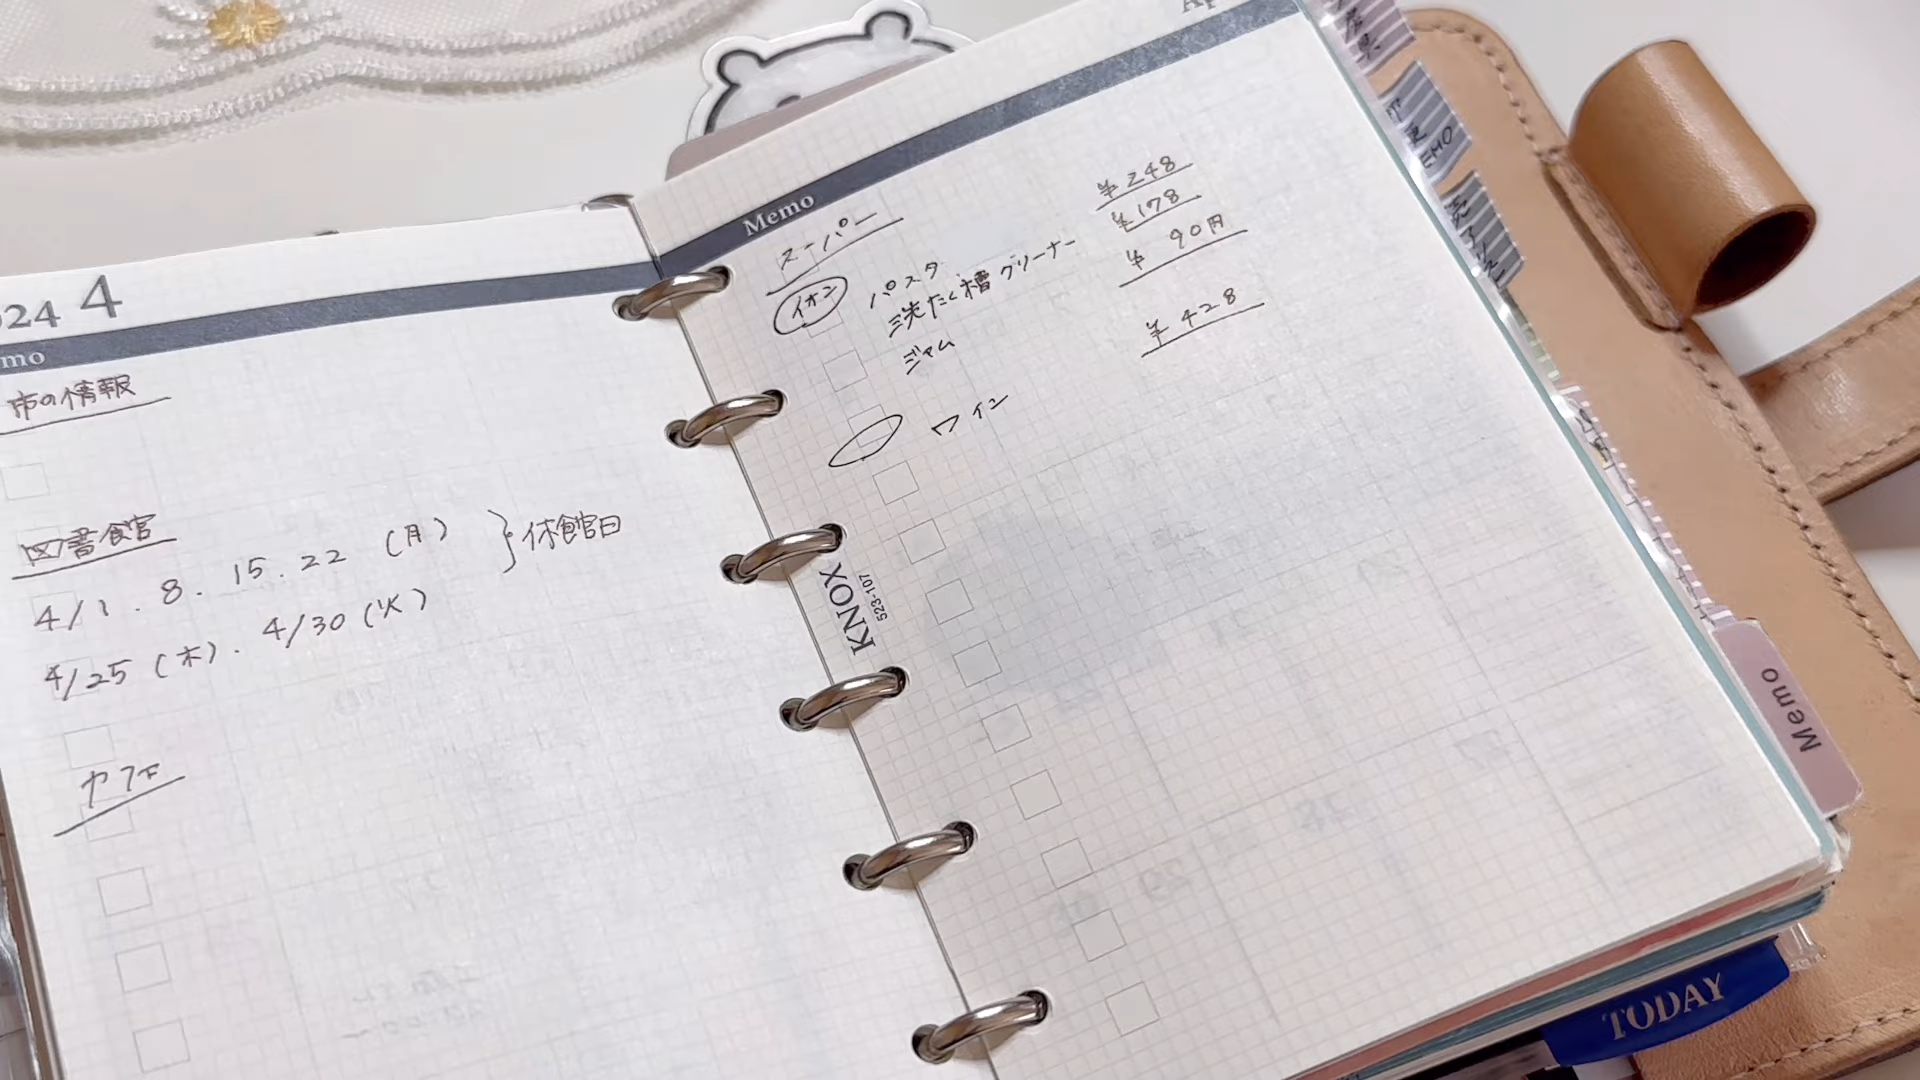 024 4
mo
市の情報
図書館
4/1．8．15．22（月）
4/25（木）．4/30（火）
}休館日
カフェ
Memo
スーパー
イオン
パスタ ¥248
洗たく槽クリーナー ¥178
ジャム ¥90円
ワイン ¥428
KNOX
523-107
MEMO
Memo
TODAY